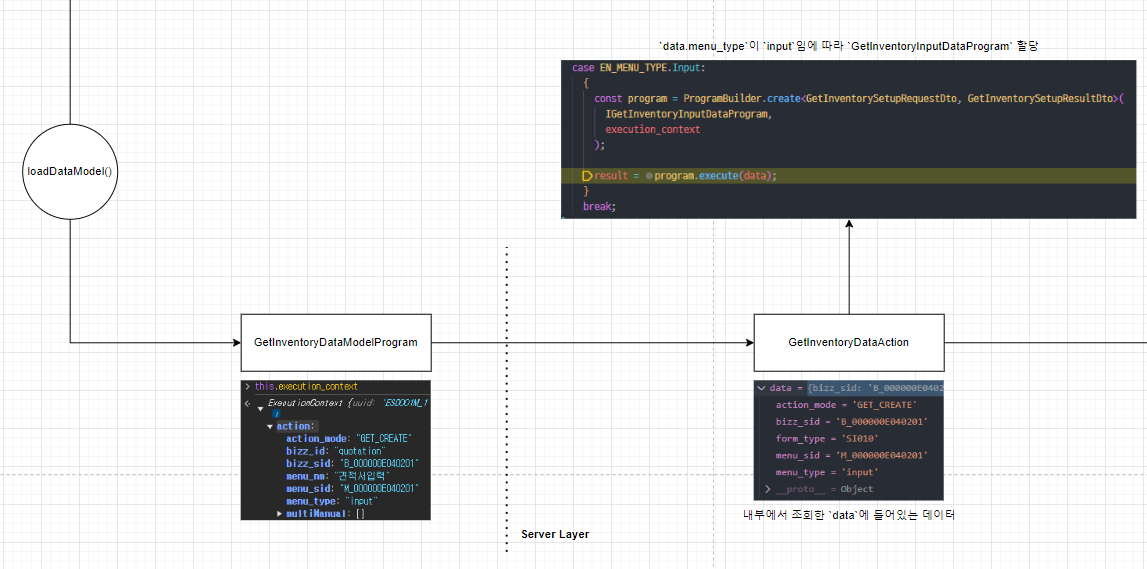 `data.menu_type`이 `input`임에 따라 `GetInventoryInputDataProgram` 할당
case EN_MENU_TYPE.Input:
{
const program = ProgramBuilder.create<GetInventorySetupRequestDto, GetInventorySetupResultDto>(
IGetInventoryInputDataProgram,
execution_context
);
result = program.execute(data);
}
break;
loadDataModel()
GetInventoryDataModelProgram
GetInventoryDataAction
> this.execution_context
ExecutionContext {uuid: 'ESD001M_1
action:
action_mode: "GET_CREATE"
bizz_id: "quotation"
bizz_sid: "B_000000E040201"
menu_nm: "견적서입력"
menu_sid: "M_000000E040201"
menu_type: "input"
multiManual: []
data = {bizz_sid: 'B_000000E0402
action_mode = 'GET_CREATE'
bizz_sid = 'B_000000E040201'
form_type = 'SI010'
menu_sid = 'M_000000E040201'
menu_type = 'input'
__proto__ = Object
내부에서 조회한 `data`에 들어있는 데이터
Server Layer